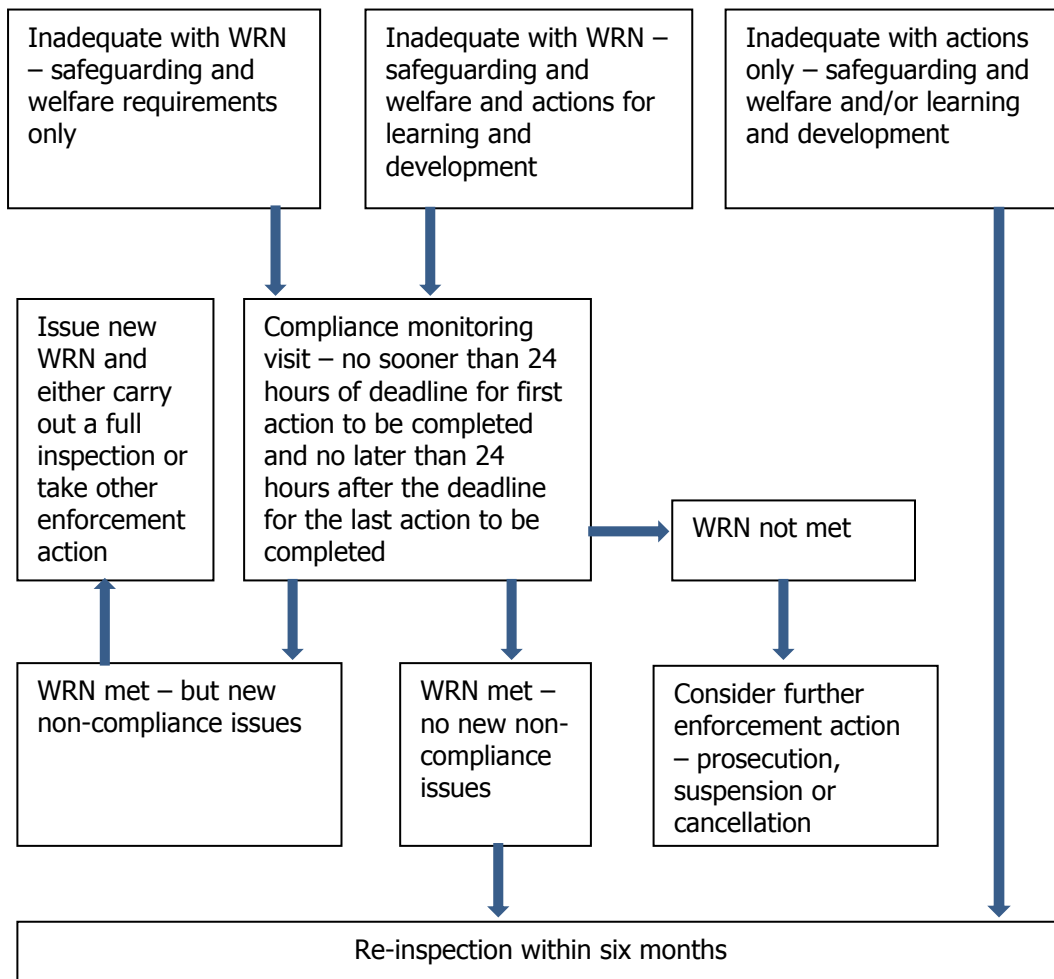 Inadequate with WRN
– safeguarding and
welfare requirements
only
Inadequate with WRN –
safeguarding and
welfare and actions for
learning and
development
Inadequate with actions
only – safeguarding and
welfare and/or learning
and development
Issue new
WRN and
either carry
out a full
inspection or
take other
enforcement
action
Compliance monitoring
visit – no sooner than 24
hours of deadline for first
action to be completed
and no later than 24
hours after the deadline
for the last action to be
completed
WRN not met
WRN met – but new
non-compliance issues
WRN met –
no new non-
compliance
issues
Consider further
enforcement action
– prosecution,
suspension or
cancellation
Re-inspection within six months